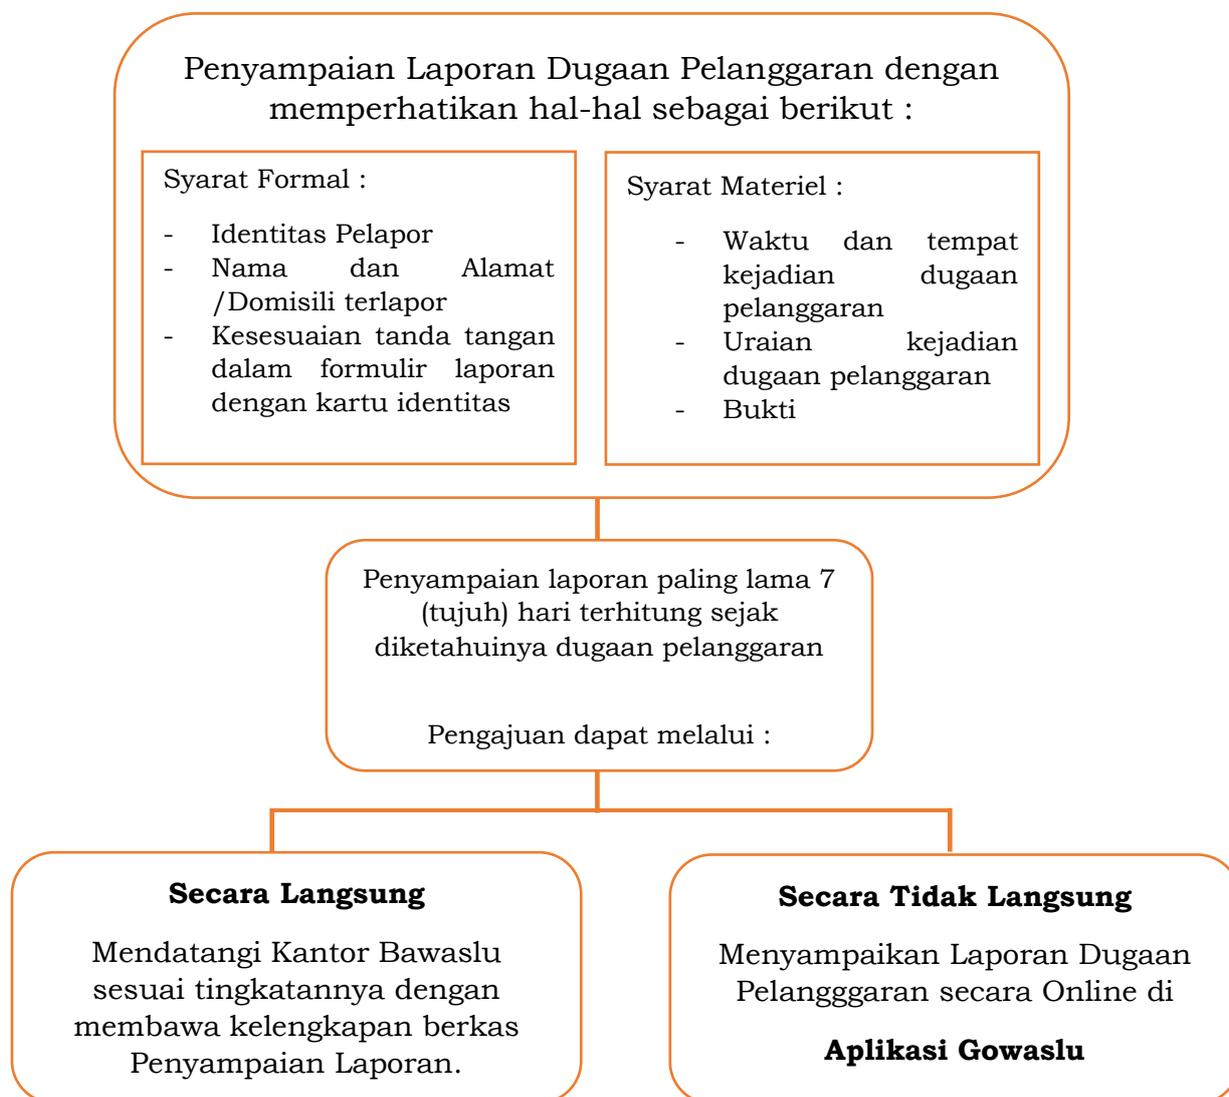 Penyampaian Laporan Dugaan Pelanggaran dengan
memperhatikan hal-hal sebagai berikut :
Syarat Formal :
- Identitas Pelapor
- Nama dan Alamat
/Domisili terlapor
- Kesesuaian tanda tangan
dalam formulir laporan
dengan kartu identitas
Syarat Materiel :
- Waktu dan tempat
kejadian dugaan
pelanggaran
- Uraian kejadian
dugaan pelanggaran
- Bukti
Penyampaian laporan paling lama 7
(tujuh) hari terhitung sejak
diketahuinya dugaan pelanggaran
Pengajuan dapat melalui :
Secara Langsung
Mendatangi Kantor Bawaslu
sesuai tingkatannya dengan
membawa kelengkapan berkas
Penyampaian Laporan.
Secara Tidak Langsung
Menyampaikan Laporan Dugaan
Pelangggaran secara Online di
Aplikasi Gowaslu